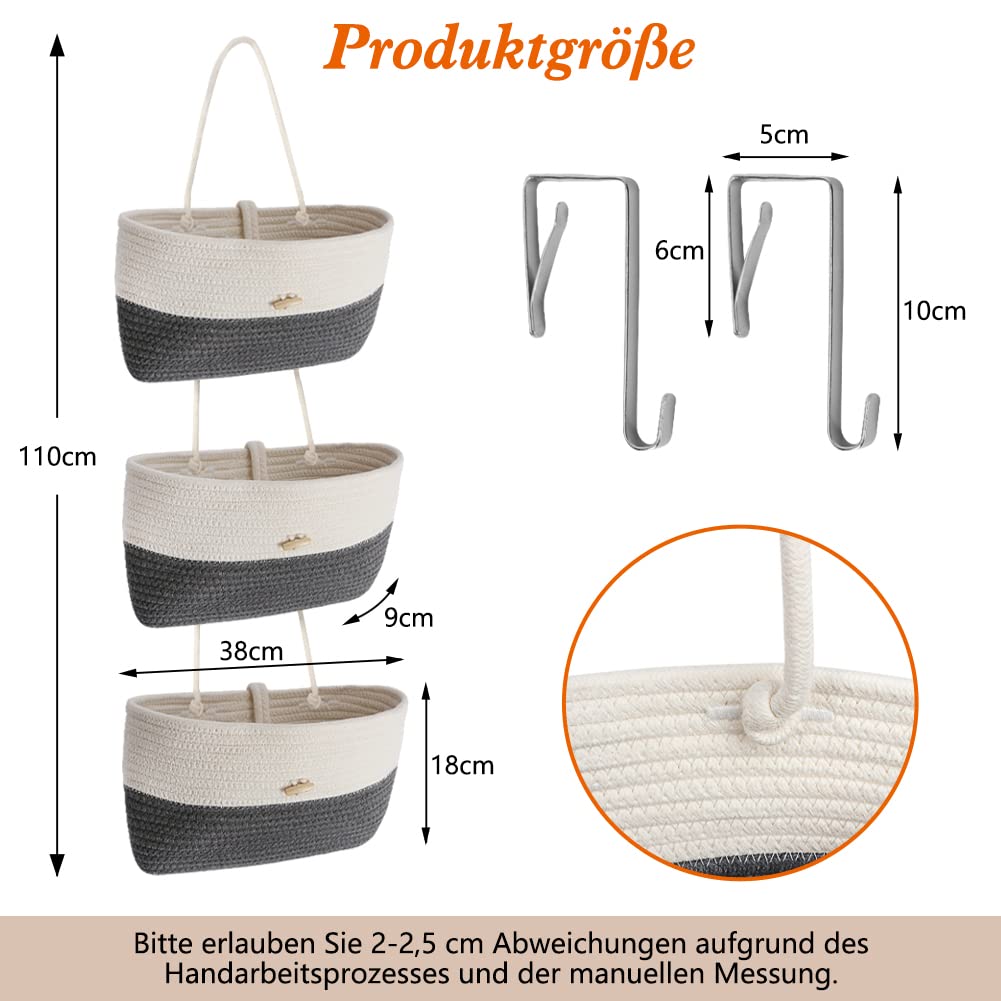 Produktgröße
5cm
6cm
10cm
110cm
9cm
38cm
18cm
Bitte erlauben Sie 2-2,5 cm Abweichungen aufgrund des
Handarbeitsprozesses und der manuellen Messung.